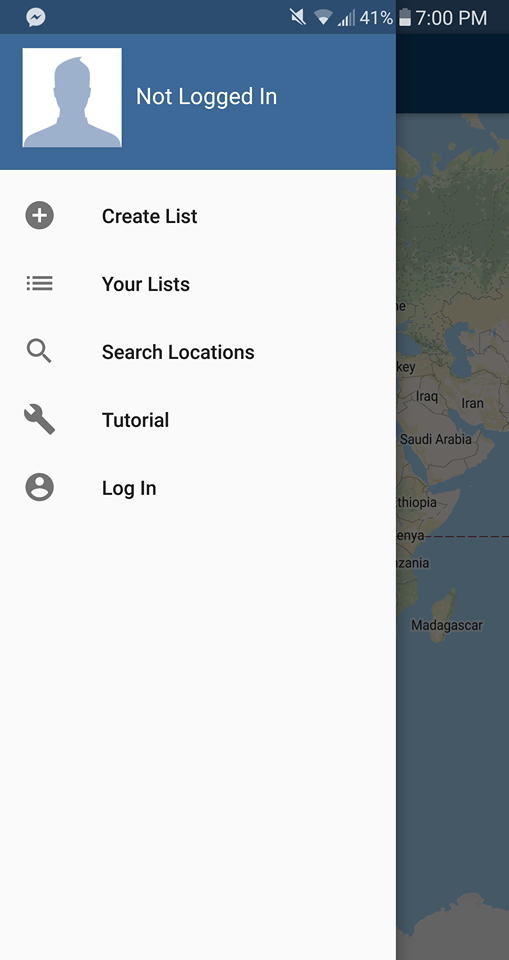 41% 7:00 PM
Not Logged In
Create List
Your Lists
Search Locations
Tutorial
Log In
ne
key
Iraq
Iran
Saudi Arabia
thiopia
enya
nzania
Madagascar